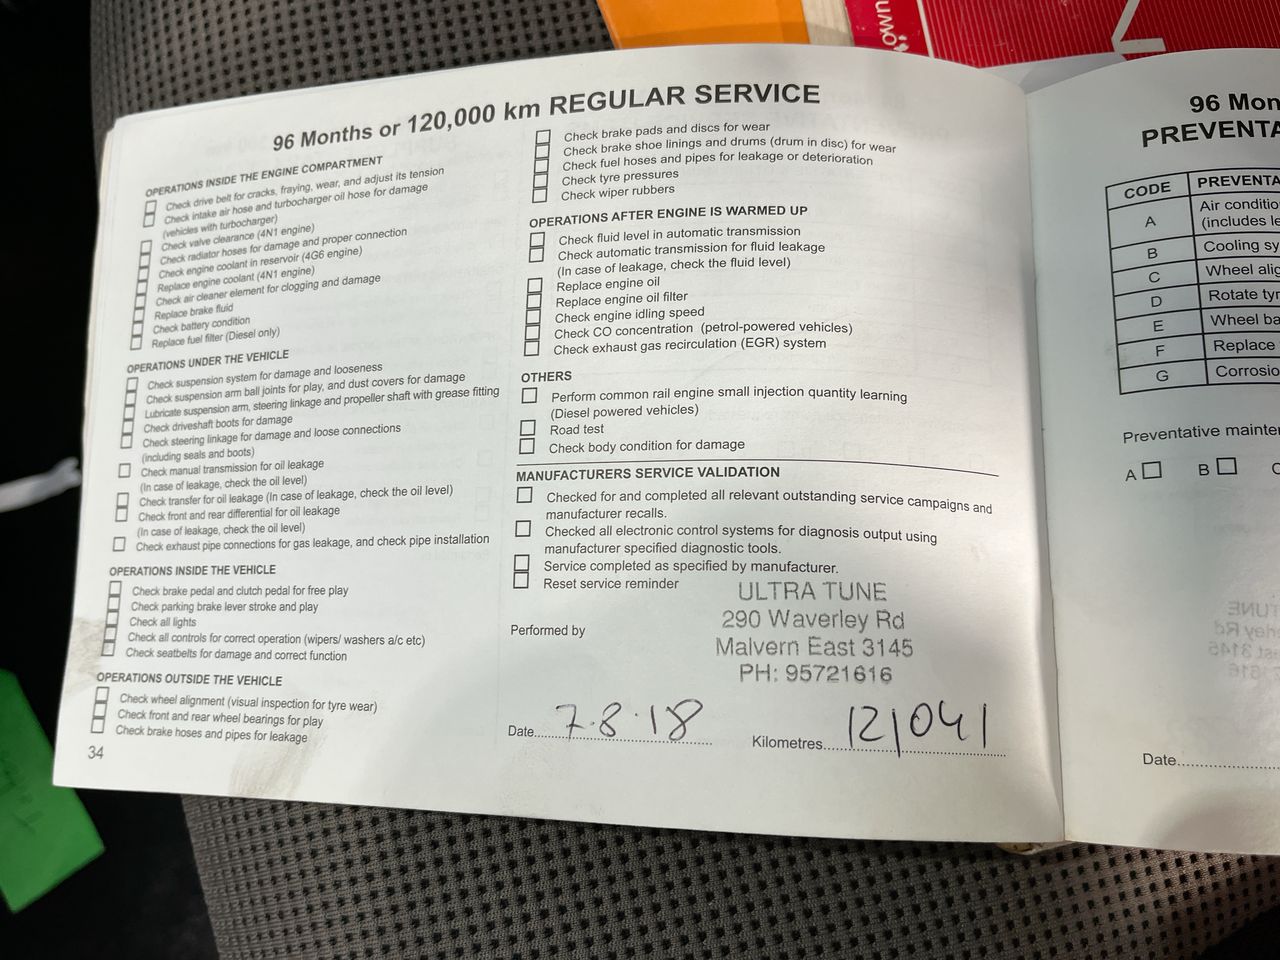 96 Months or 120,000 km REGULAR SERVICE
OPERATIONS INSIDE THE ENGINE COMPARTMENT
Check drive belt for cracks, fraying, wear, and adjust its tension
Check intake air hose and turbocharger oil hose for damage
(vehicles with turbocharger)
Check valve clearance (4N1 engine)
Check radiator hoses for damage and proper connection
Check engine coolant in reservoir (4G6 engine)
Replace engine coolant (4N1 engine)
Check air cleaner element for clogging and damage
Replace brake fluid
Check battery condition
Replace fuel filter (Diesel only)
OPERATIONS UNDER THE VEHICLE
Check suspension system for damage and looseness
Check suspension arm ball joints for play, and dust covers for damage
Lubricate suspension arm, steering linkage and propeller shaft with grease fitting
Check driveshaft boots for damage
Check steering linkage for damage and loose connections
(including seals and boots)
Check manual transmission for oil leakage
(In case of leakage, check the oil level)
Check transfer for oil leakage (In case of leakage, check the oil level)
Check front and rear differential for oil leakage
(In case of leakage, check the oil level)
Check exhaust pipe connections for gas leakage, and check pipe installation
OPERATIONS INSIDE THE VEHICLE
Check brake pedal and clutch pedal for free play
Check parking brake lever stroke and play
Check all lights
Check all controls for correct operation (wipers/ washers a/c etc)
Check seatbelts for damage and correct function
OPERATIONS OUTSIDE THE VEHICLE
Check wheel alignment (visual inspection for tyre wear)
Check front and rear wheel bearings for play
Check brake hoses and pipes for leakage
34
Check brake pads and discs for wear
Check brake shoe linings and drums (drum in disc) for wear
Check fuel hoses and pipes for leakage or deterioration
Check tyre pressures
Check wiper rubbers
OPERATIONS AFTER ENGINE IS WARMED UP
Check fluid level in automatic transmission
Check automatic transmission for fluid leakage
(In case of leakage, check the fluid level)
Replace engine oil
Replace engine oil filter
Check engine idling speed
Check CO concentration (petrol-powered vehicles)
Check exhaust gas recirculation (EGR) system
OTHERS
Perform common rail engine small injection quantity learning
(Diesel powered vehicles)
Road test
Check body condition for damage
MANUFACTURERS SERVICE VALIDATION
Checked for and completed all relevant outstanding service campaigns and
manufacturer recalls.
Checked all electronic control systems for diagnosis output using
manufacturer specified diagnostic tools.
Service completed as specified by manufacturer.
Reset service reminder
Performed by
ULTRA TUNE
290 Waverley Rd
Malvern East 3145
PH: 95721616
Date 7.8.18
Kilometres 121041
96 Mon
PREVENTA
CODE PREVENTA
A Air conditio
(includes le
B Cooling sy
C Wheel alig
D Rotate tyr
E Wheel ba
F Replace
G Corrosio
Preventative mainte
A B C
Date
own